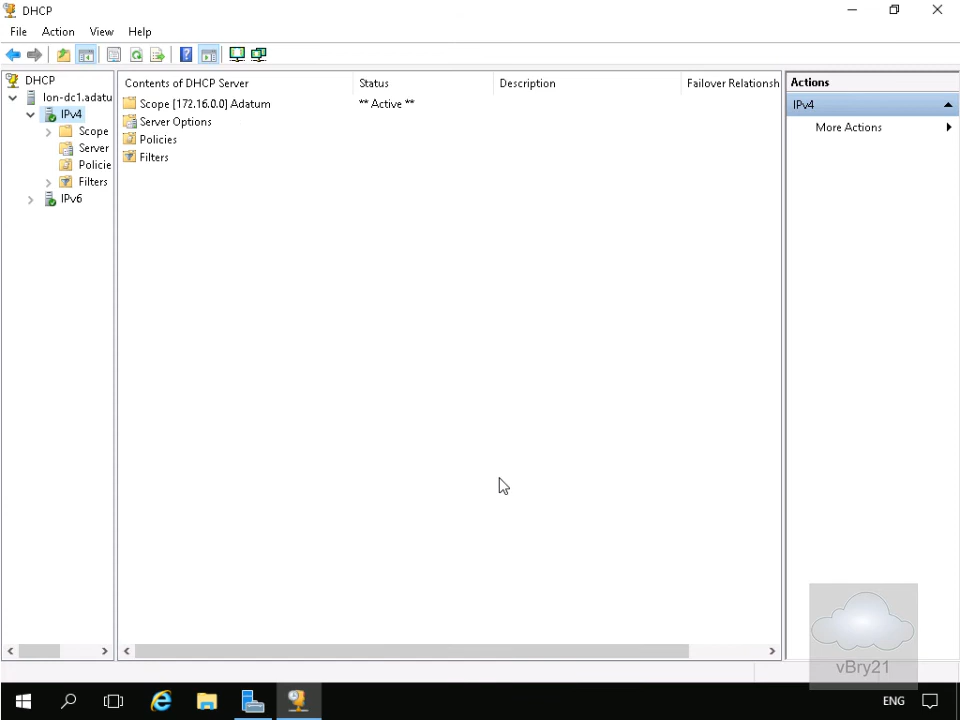 DHCP
File Action View Help
DHCP
lon-dc1.adatu
IPv4
Scope
Server
Policie
Filters
IPv6
Contents of DHCP Server Status Description Failover Relationsh
Scope [172.16.0.0] Adatum ** Active **
Server Options
Policies
Filters
Actions
IPv4
More Actions
vBry21
ENG